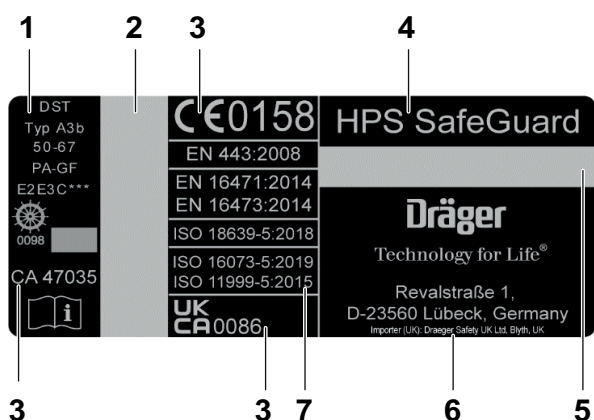 1 2 3 4
DST
Typ A3b
50-67
PA-GF
E2E3C***
0098
CA 47035
i
CE0158
EN 443:2008
EN 16471:2014
EN 16473:2014
ISO 18639-5:2018
ISO 16073-5:2019
ISO 11999-5:2015
UK
CA 0086
HPS SafeGuard
Dräger
Technology for Life®
Revalstraße 1,
D-23560 Lübeck, Germany
Importer (UK): Draeger Safety UK Ltd, Blyth, UK
3 3 7 6 5